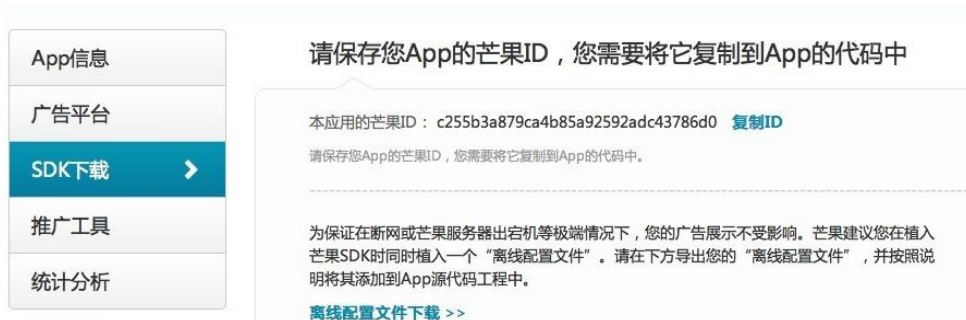 App信息
广告平台
SDK下载
推广工具
统计分析
请保存您App的芒果ID，您需要将它复制到App的代码中
本应用的芒果ID： c255b3a879ca4b85a92592adc43786d0 复制ID
请保存您App的芒果ID，您需要将它复制到App的代码中。
为保证在断网或芒果服务器出宕机等极端情况下，您的广告展示不受影响。芒果建议您在植入
芒果SDK时同时植入一个“离线配置文件”。请在下方导出您的“离线配置文件”，并按照说
明将其添加到App源代码工程中。
离线配置文件下载 >>